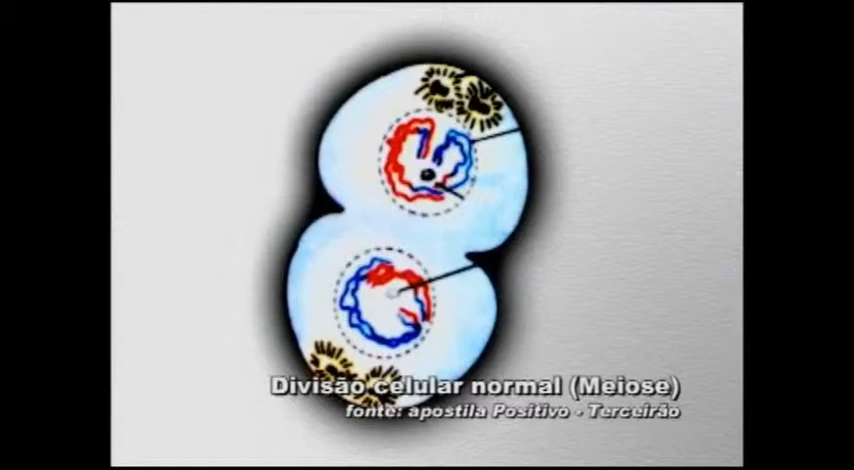 Divisão celular normal (Meiose)
fonte: apostila Positivo - Terceirão